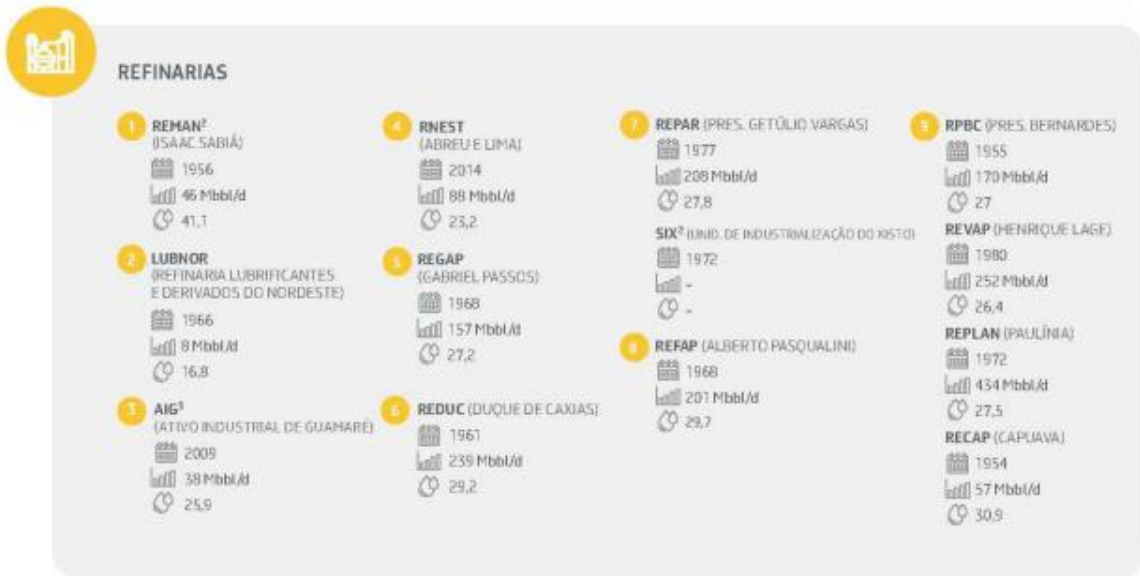 REFINARIAS
1 REMAN²
(ISAAC SABBÁ)
1956
46 Mbbl/d
41,1
2 LUBNOR
(REFINARIA LUBRIFICANTES
E DERIVADOS DO NORDESTE)
1966
8 Mbbl/d
16,8
3 AIG³
(ATIVO INDUSTRIAL DE GUAMARÉ)
2009
38 Mbbl/d
25,9
4 RNEST
(ABREU E LIMA)
2014
88 Mbbl/d
23,2
5 REGAP
(GABRIEL PASSOS)
1968
157 Mbbl/d
27,2
6 REDUC (DUQUE DE CAXIAS)
1961
239 Mbbl/d
29,2
7 REPAR (PRES. GETÚLIO VARGAS)
1977
208 Mbbl/d
27,8
SIX² (UNID. DE INDUSTRIALIZAÇÃO DO XISTO)
1972
-
-
8 REFAP (ALBERTO PASQUALINI)
1968
201 Mbbl/d
29,7
9 RPBC (PRES. BERNARDES)
1955
170 Mbbl/d
27
REVAP (HENRIQUE LAGE)
1980
252 Mbbl/d
26,4
REPLAN (PAULÍNIA)
1972
434 Mbbl/d
27,5
RECAP (CAPUAVA)
1954
57 Mbbl/d
30,9